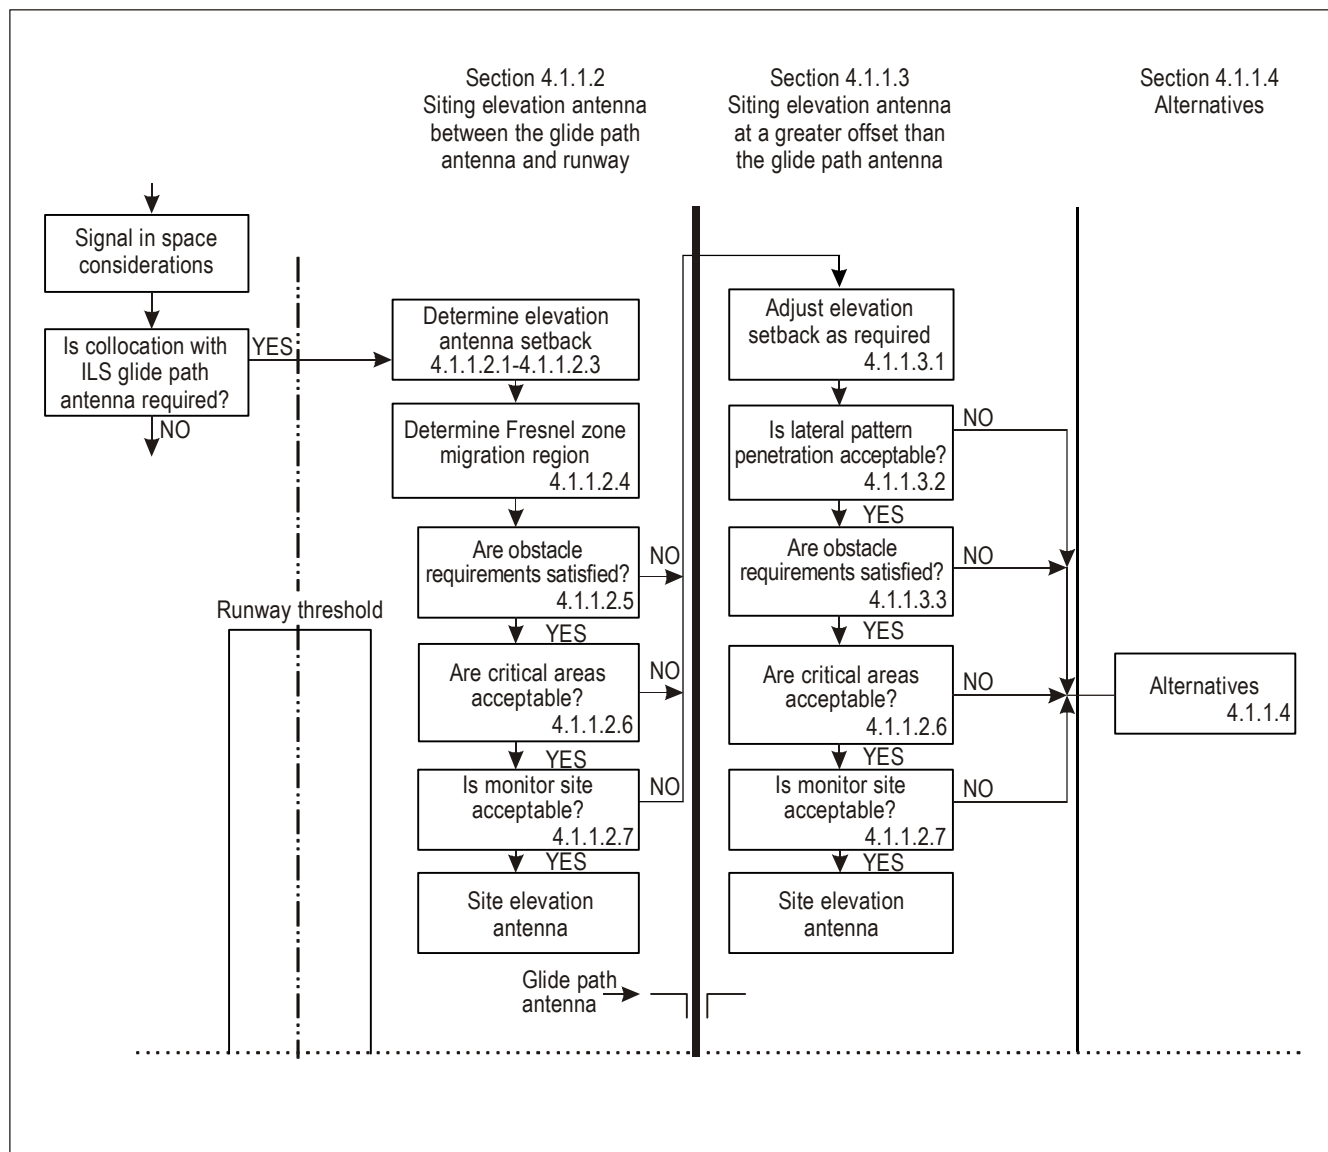 Section 4.1.1.2
Siting elevation antenna
between the glide path
antenna and runway
Section 4.1.1.3
Siting elevation antenna
at a greater offset than
the glide path antenna
Section 4.1.1.4
Alternatives
Signal in space
considerations
Is collocation with
ILS glide path
antenna required?
YES
NO
Runway threshold
Determine elevation
antenna setback
4.1.1.2.1-4.1.1.2.3
Determine Fresnel zone
migration region
4.1.1.2.4
Are obstacle
requirements satisfied?
4.1.1.2.5
NO
YES
Are critical areas
acceptable?
4.1.1.2.6
NO
YES
Is monitor site
acceptable?
4.1.1.2.7
NO
YES
Site elevation
antenna
Glide path
antenna
Adjust elevation
setback as required
4.1.1.3.1
Is lateral pattern
penetration acceptable?
4.1.1.3.2
NO
YES
Are obstacle
requirements satisfied?
4.1.1.3.3
NO
YES
Are critical areas
acceptable?
4.1.1.2.6
NO
YES
Is monitor site
acceptable?
4.1.1.2.7
NO
YES
Site elevation
antenna
Alternatives
4.1.1.4